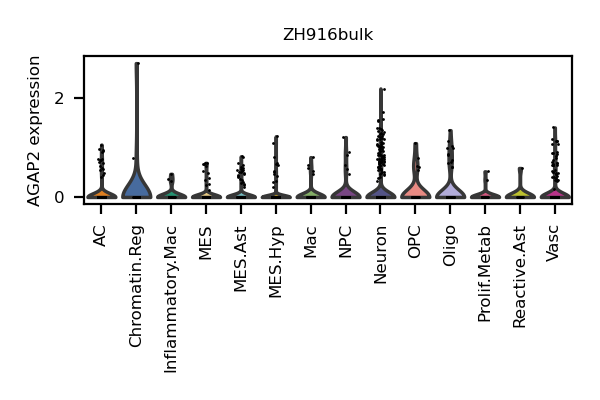 ZH916bulk
AGAP2 expression
2
0
AC
Chromatin.Reg
Inflammatory.Mac
MES
MES.Ast
MES.Hyp
Mac
NPC
Neuron
OPC
Oligo
Prolif.Metab
Reactive.Ast
Vasc